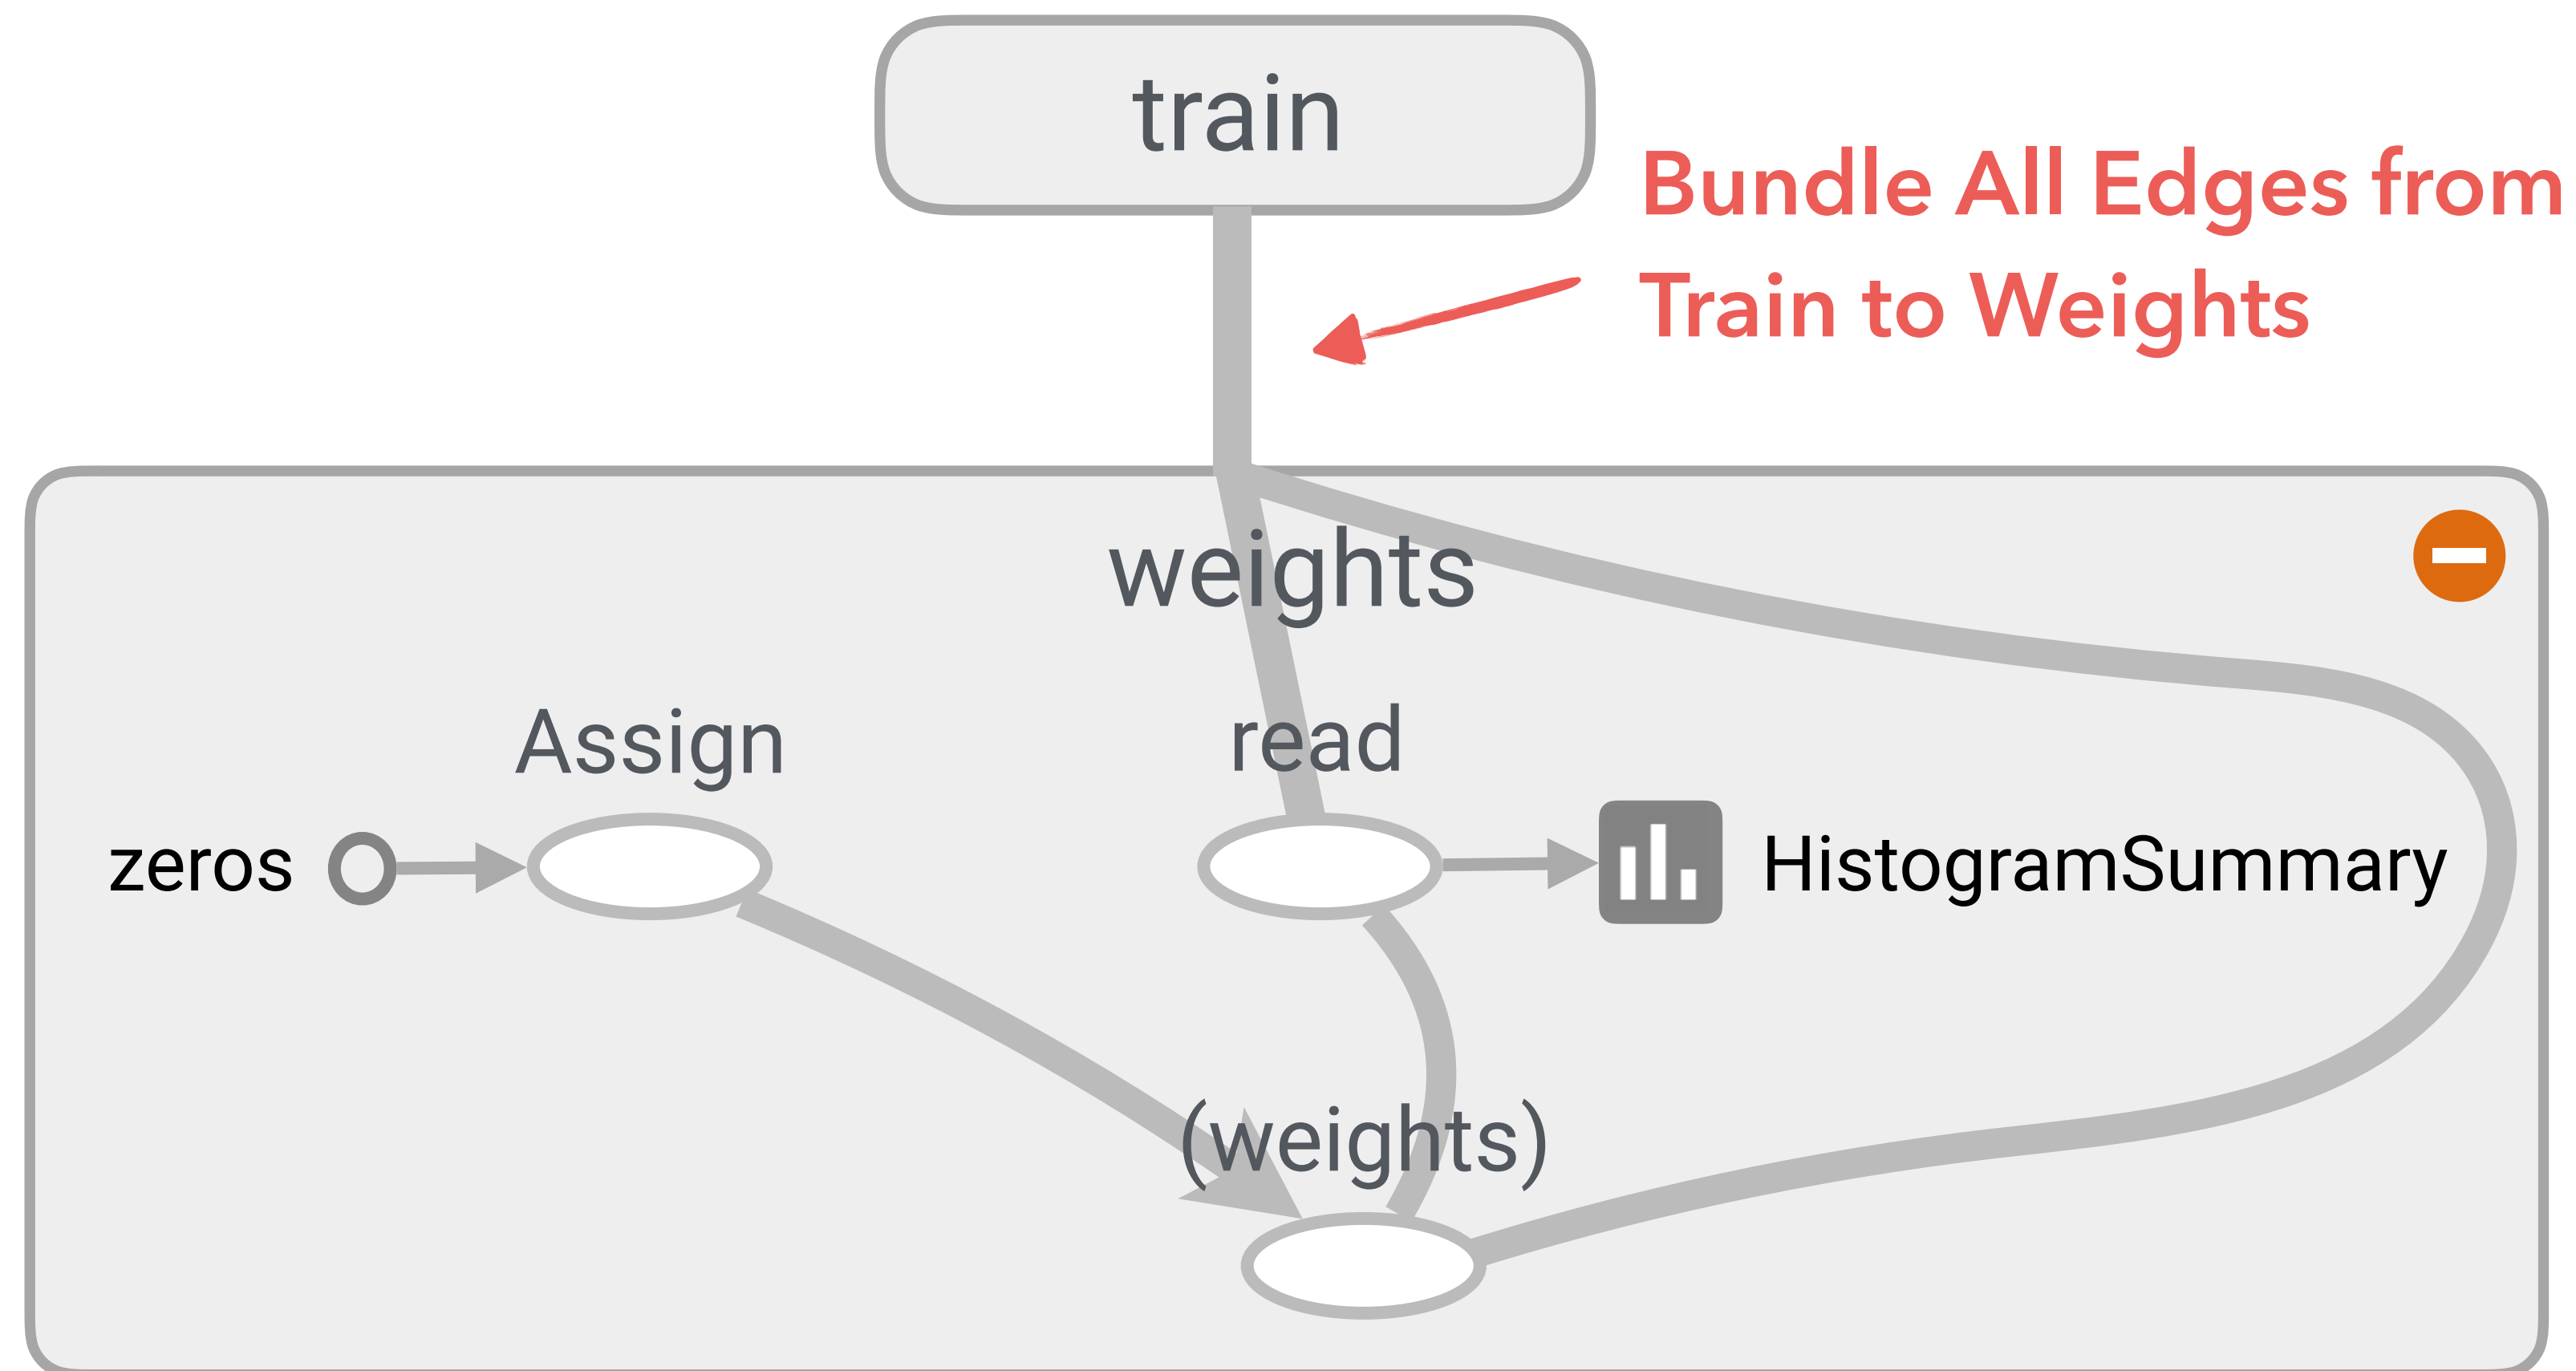 train
Bundle All Edges from
Train to Weights
weights
Assign
read
zeros
HistogramSummary
(weights)